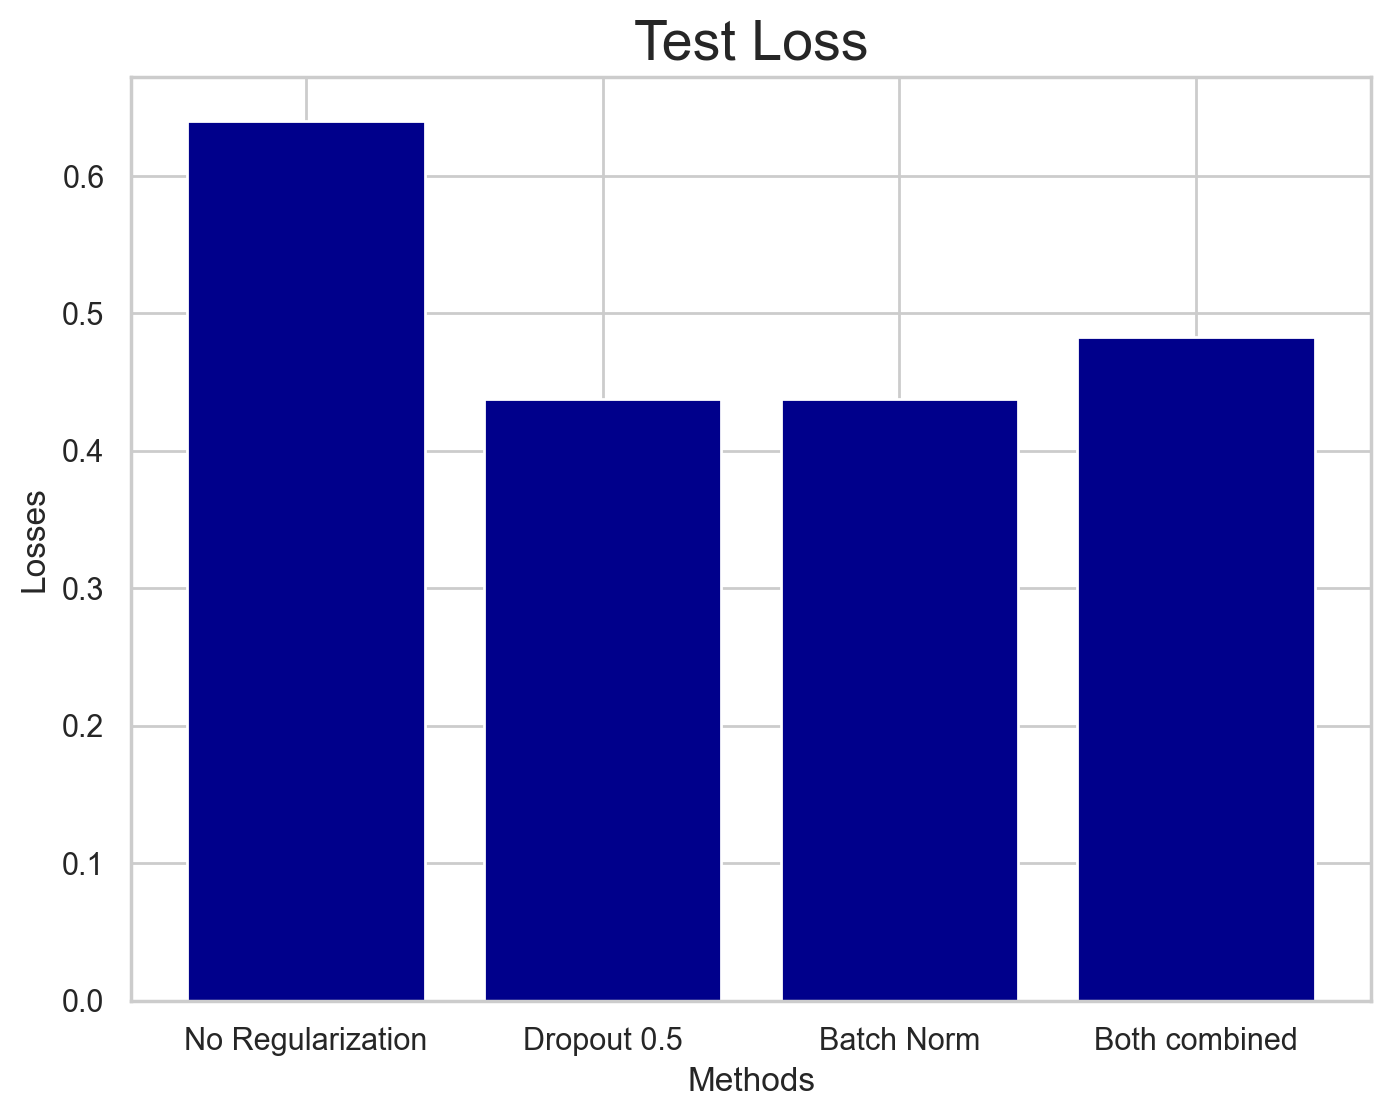 Test Loss
Losses
0.6
0.5
0.4
0.3
0.2
0.1
0.0
No Regularization Dropout 0.5 Batch Norm Both combined
Methods